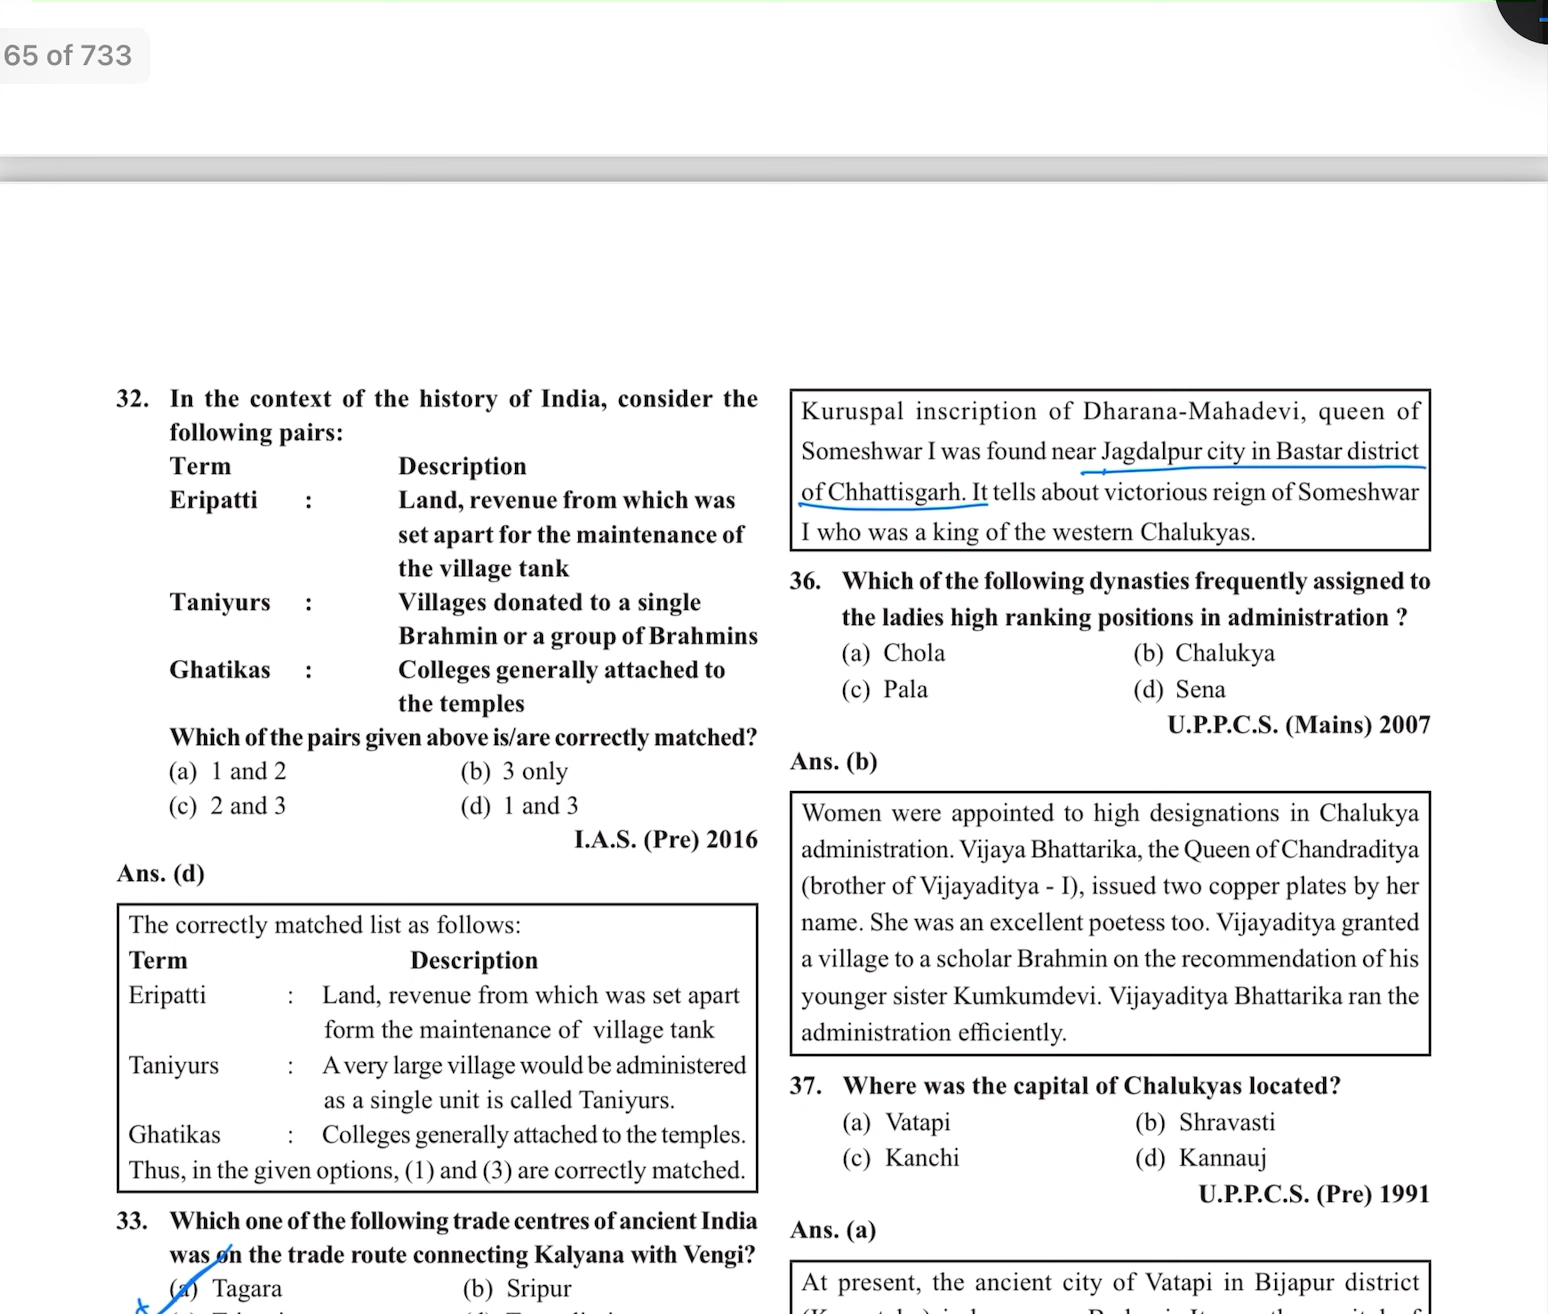 65 of 733
32. In the context of the history of India, consider the
following pairs:
Term Description
Eripatti : Land, revenue from which was
set apart for the maintenance of
the village tank
Taniyurs : Villages donated to a single
Brahmin or a group of Brahmins
Ghatikas : Colleges generally attached to
the temples
Which of the pairs given above is/are correctly matched?
(a) 1 and 2 (b) 3 only
(c) 2 and 3 (d) 1 and 3
I.A.S. (Pre) 2016
Ans. (d)
The correctly matched list as follows:
Term Description
Eripatti : Land, revenue from which was set apart
form the maintenance of village tank
Taniyurs : A very large village would be administered
as a single unit is called Taniyurs.
Ghatikas : Colleges generally attached to the temples.
Thus, in the given options, (1) and (3) are correctly matched.
33. Which one of the following trade centres of ancient India
was on the trade route connecting Kalyana with Vengi?
(a) Tagara (b) Sripur
Kuruspal inscription of Dharana-Mahadevi, queen of
Someshwar I was found near Jagdalpur city in Bastar district
of Chhattisgarh. It tells about victorious reign of Someshwar
I who was a king of the western Chalukyas.
36. Which of the following dynasties frequently assigned to
the ladies high ranking positions in administration ?
(a) Chola (b) Chalukya
(c) Pala (d) Sena
U.P.P.C.S. (Mains) 2007
Ans. (b)
Women were appointed to high designations in Chalukya
administration. Vijaya Bhattarika, the Queen of Chandraditya
(brother of Vijayaditya - I), issued two copper plates by her
name. She was an excellent poetess too. Vijayaditya granted
a village to a scholar Brahmin on the recommendation of his
younger sister Kumkumdevi. Vijayaditya Bhattarika ran the
administration efficiently.
37. Where was the capital of Chalukyas located?
(a) Vatapi (b) Shravasti
(c) Kanchi (d) Kannauj
U.P.P.C.S. (Pre) 1991
Ans. (a)
At present, the ancient city of Vatapi in Bijapur district